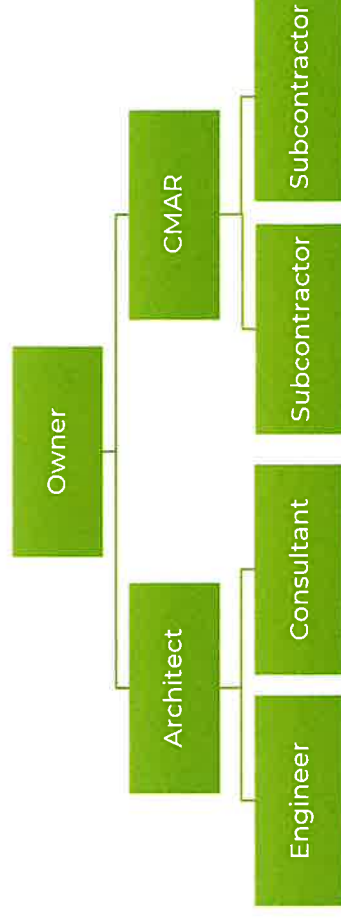 Owner
Architect
CMAR
Engineer
Consultant
Subcontractor
Subcontractor